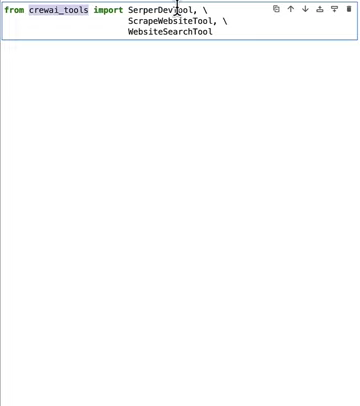 from crewai_tools import SerperDevTool, \
ScrapeWebsiteTool, \
WebsiteSearchTool